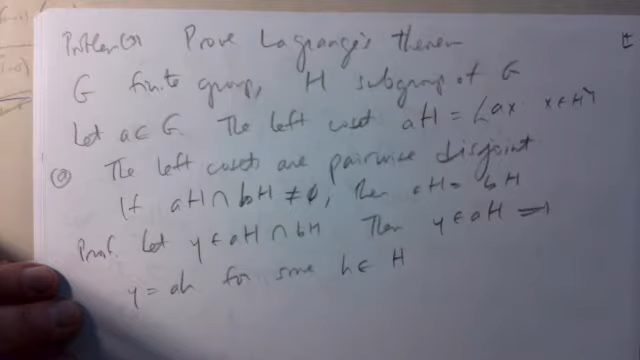 Problem(3) Prove Lagrange's theorem
G finite group, H subgroup of G
Let a ∈ G. The left coset aH = {ax: x ∈ H}
(a) The left cosets are pairwise disjoint
If aH ∩ bH ≠ ∅, then aH = bH
Proof. Let y ∈ aH ∩ bH Then y ∈ aH ⇒
y = ah for some h ∈ H